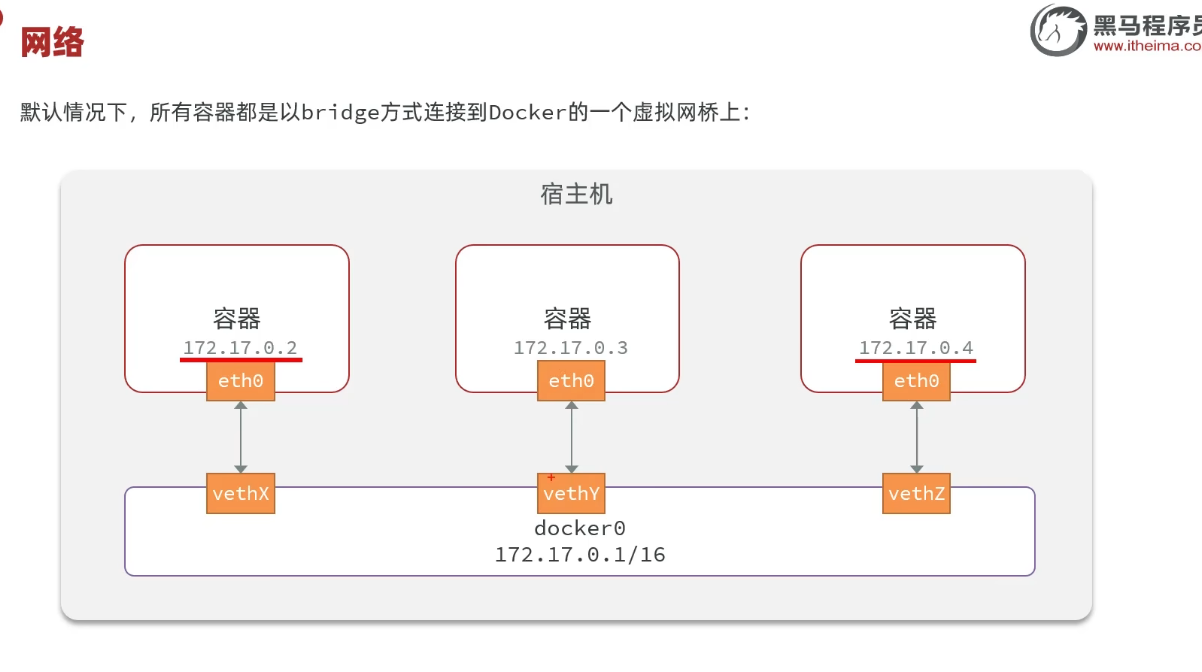 网络
黑马程序员
www.itheima.co
默认情况下，所有容器都是以bridge方式连接到Docker的一个虚拟网桥上：
宿主机
容器 容器 容器
172.17.0.2 172.17.0.3 172.17.0.4
eth0 eth0 eth0
vethX vethY vethZ
docker0
172.17.0.1/16